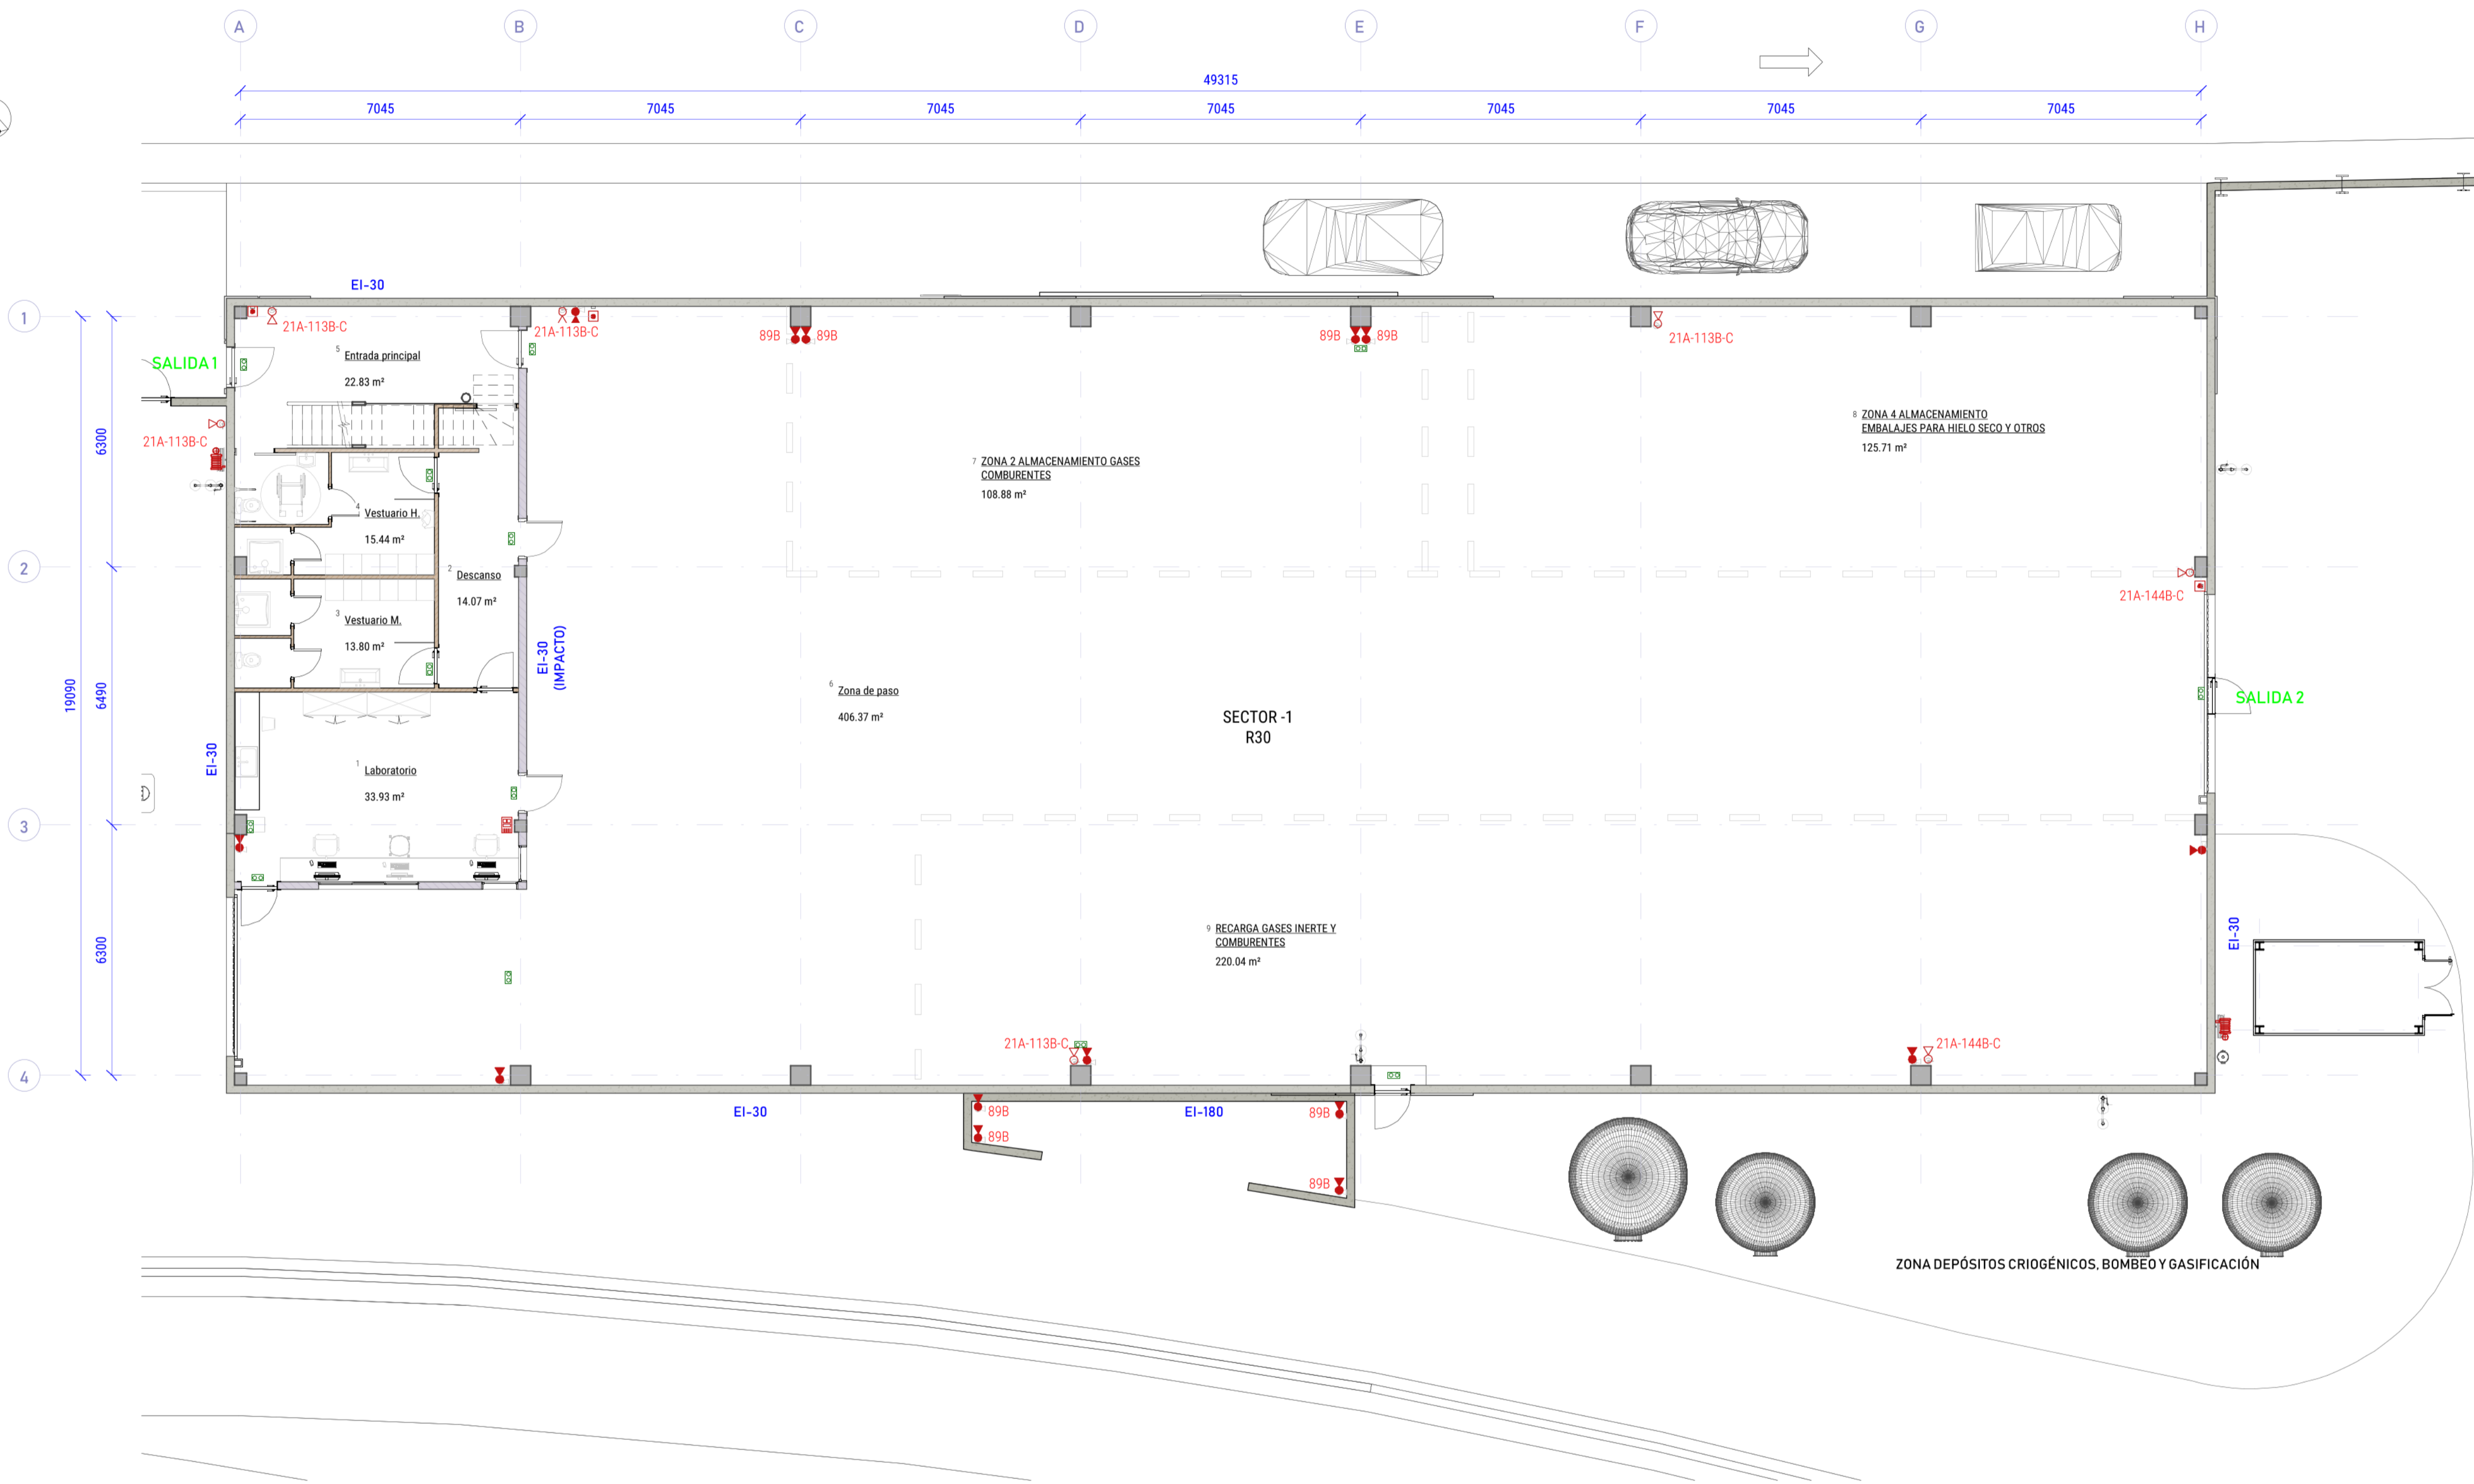 A
B
C
D
E
F
G
H
49315
7045
7045
7045
7045
7045
7045
7045
EI-30
1
21A-113B-C
21A-113B-C
89B
89B
89B
89B
21A-113B-C
SALIDA 1
5 Entrada principal
22.83 m²
21A-113B-C
6300
7 ZONA 2 ALMACENAMIENTO GASES
COMBURENTES
108.88 m²
8 ZONA 4 ALMACENAMIENTO
EMBALAJES PARA HIELO SECO Y OTROS
125.71 m²
4 Vestuario H.
15.44 m²
2
2 Descanso
14.07 m²
21A-144B-C
3 Vestuario M.
13.80 m²
EI-30
(IMPACTO)
19090
6490
6 Zona de paso
406.37 m²
SECTOR -1
R30
SALIDA 2
EI-30
1 Laboratorio
33.93 m²
3
6300
9 RECARGA GASES INERTE Y
COMBURENTES
220.04 m²
EI-30
21A-113B-C
21A-144B-C
4
EI-30
89B
EI-180
89B
89B
89B
ZONA DEPÓSITOS CRIOGÉNICOS, BOMBEO Y GASIFICACIÓN